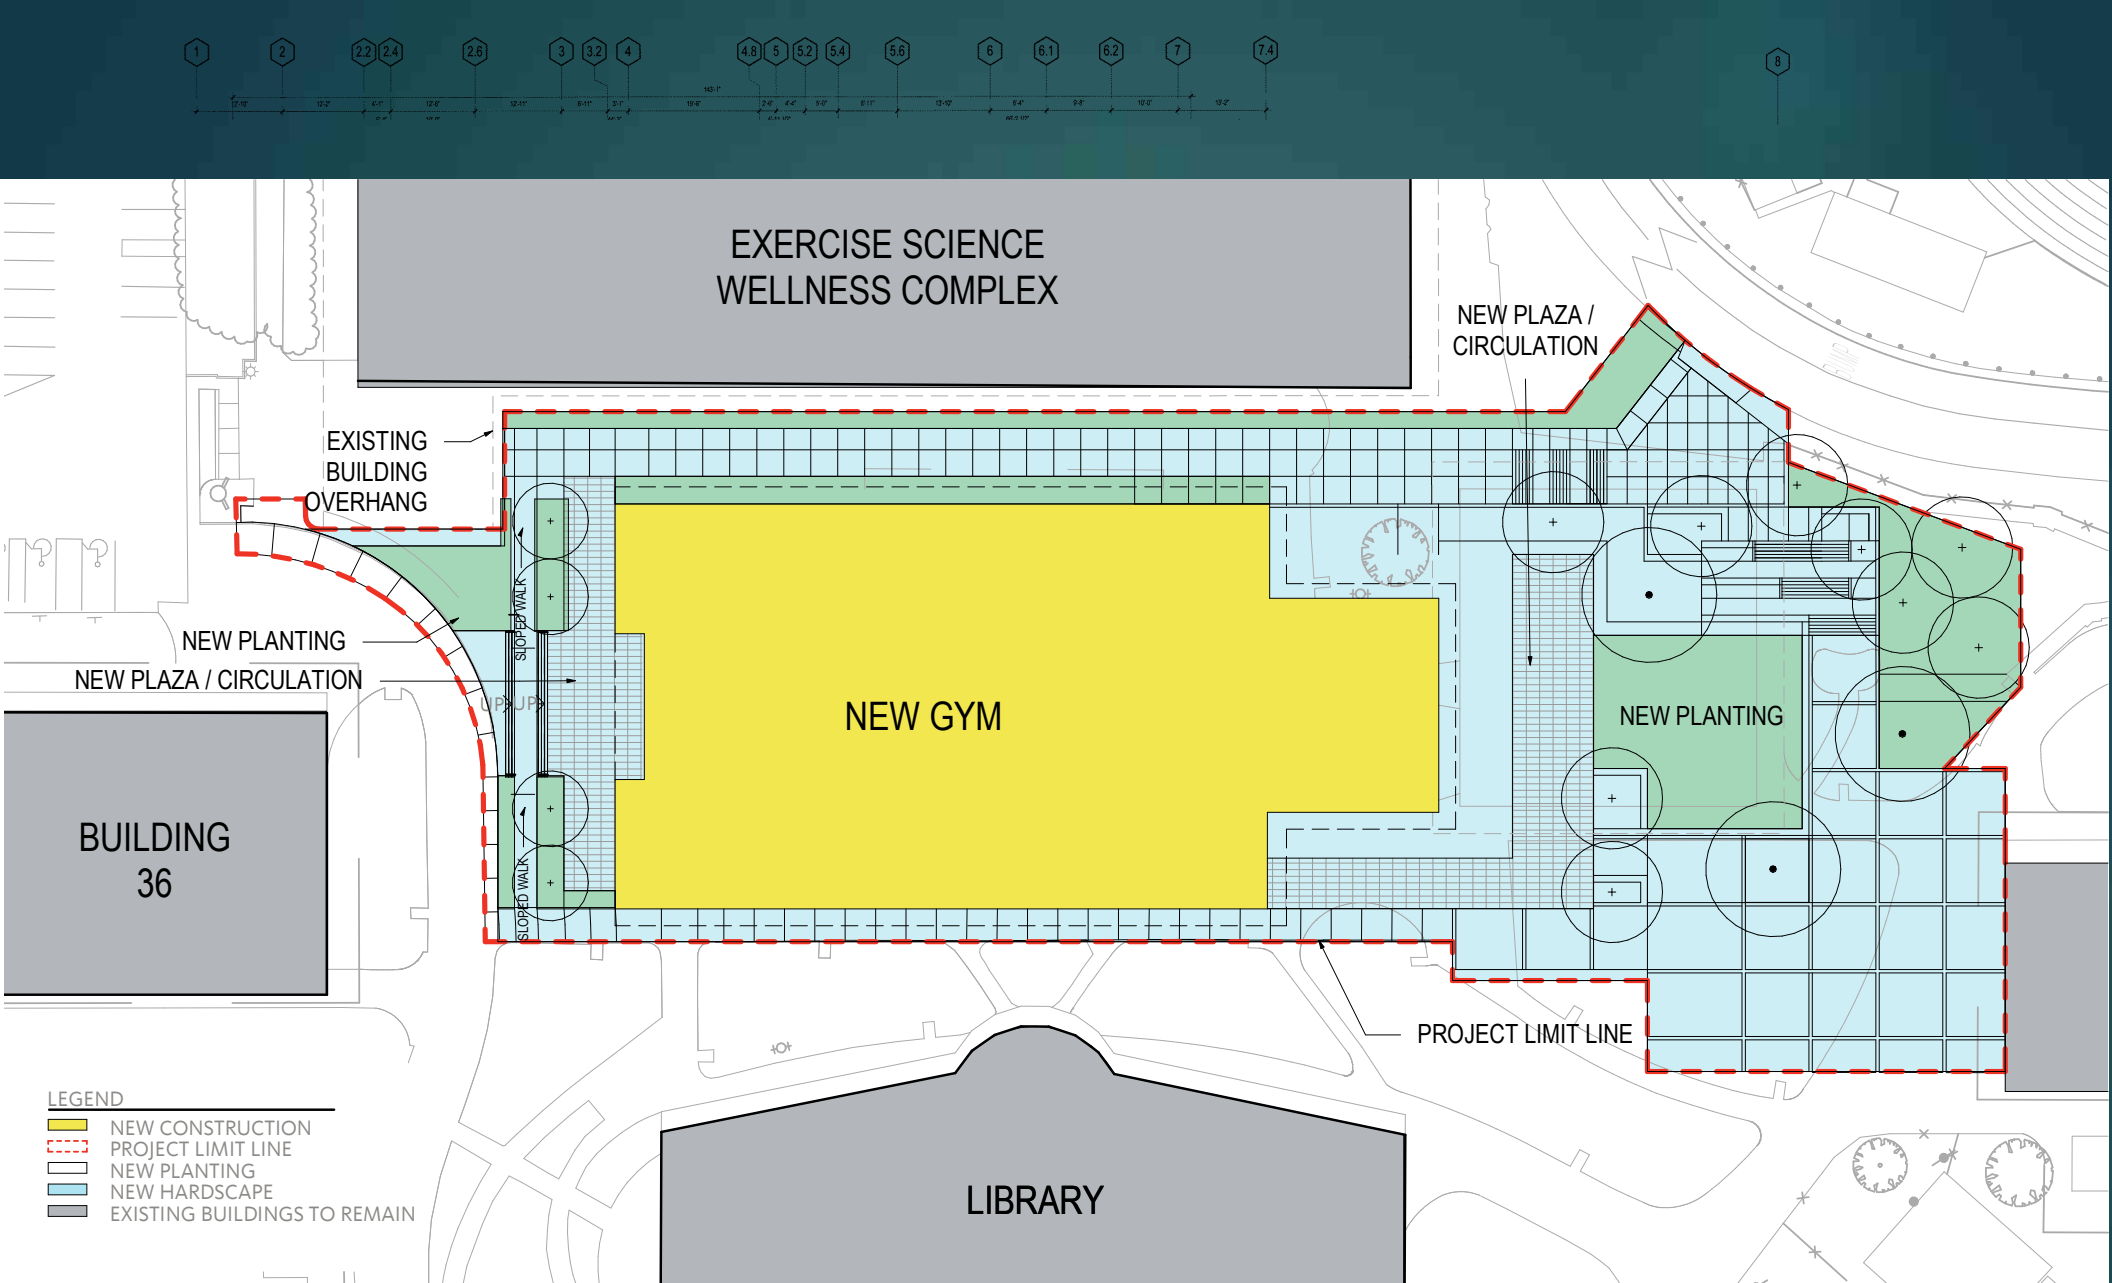 1 2 2.2 2.4 2.6 3 3.2 4 4.8 5 5.2 5.4 5.6 6 6.1 6.2 7 7.4 8
143'-1"
EXERCISE SCIENCE
WELLNESS COMPLEX
NEW PLAZA /
CIRCULATION
EXISTING
BUILDING
OVERHANG
SLOPED WALK
NEW PLANTING
NEW PLAZA / CIRCULATION
UP UP
NEW GYM
NEW PLANTING
BUILDING
36
SLOPED WALK
PROJECT LIMIT LINE
LEGEND
NEW CONSTRUCTION
PROJECT LIMIT LINE
NEW PLANTING
NEW HARDSCAPE
EXISTING BUILDINGS TO REMAIN
LIBRARY